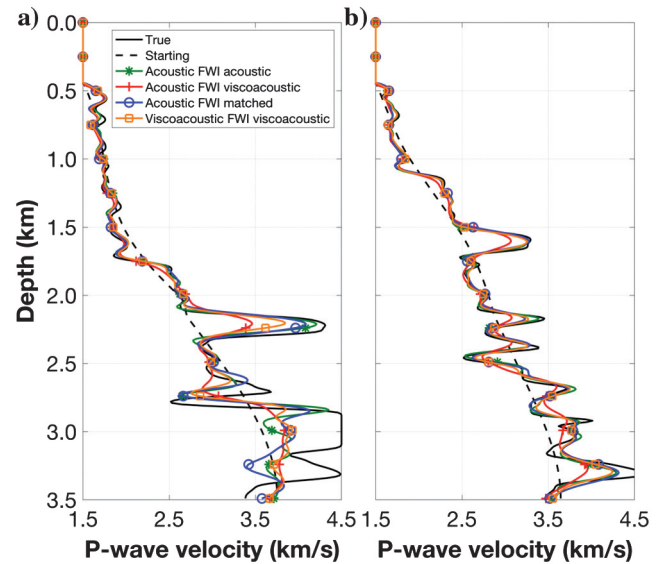 a)
b)
0.0
0.5
1.0
1.5
2.0
2.5
3.0
3.5
Depth (km)
True
Starting
Acoustic FWI acoustic
Acoustic FWI viscoacoustic
Acoustic FWI matched
Viscoacoustic FWI viscoacoustic
1.5 2.5 3.5 4.5
P-wave velocity (km/s)
1.5 2.5 3.5 4.5
P-wave velocity (km/s)